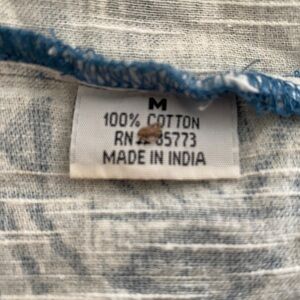 M
100% COTTON
RN# 85773
MADE IN INDIA